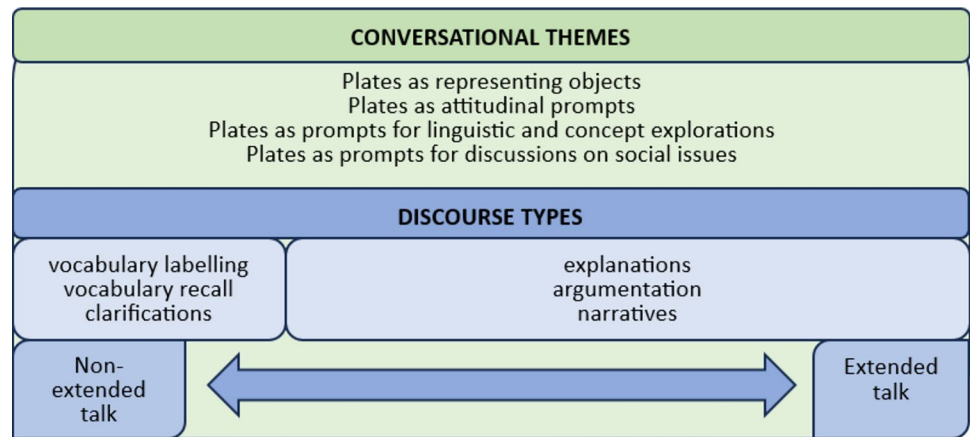 CONVERSATIONAL THEMES
Plates as representing objects
Plates as attitudinal prompts
Plates as prompts for linguistic and concept explorations
Plates as prompts for discussions on social issues
DISCOURSE TYPES
vocabulary labelling
vocabulary recall
clarifications
explanations
argumentation
narratives
Non-
extended
talk
Extended
talk